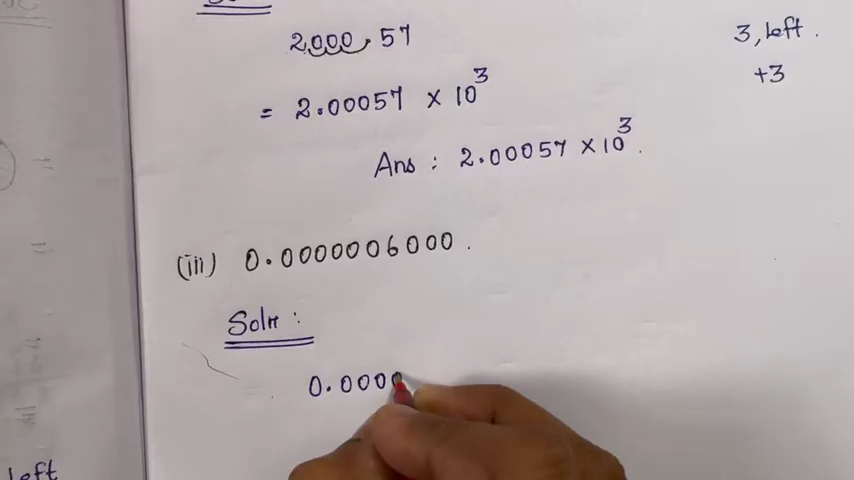 2000.57
3, left.
+3
= 2.00057 × 10³
Ans : 2.00057 × 10³.
(iii) 0.0000006000.
Soln :
0.0000
left